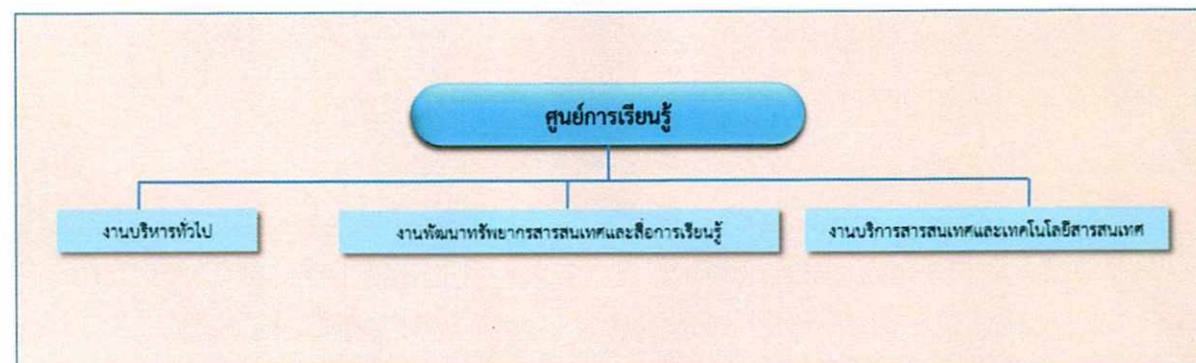 ศูนย์การเรียนรู้
งานบริหารทั่วไป
งานพัฒนาทรัพยากรสารสนเทศและสื่อการเรียนรู้
งานบริการสารสนเทศและเทคโนโลยีสารสนเทศ